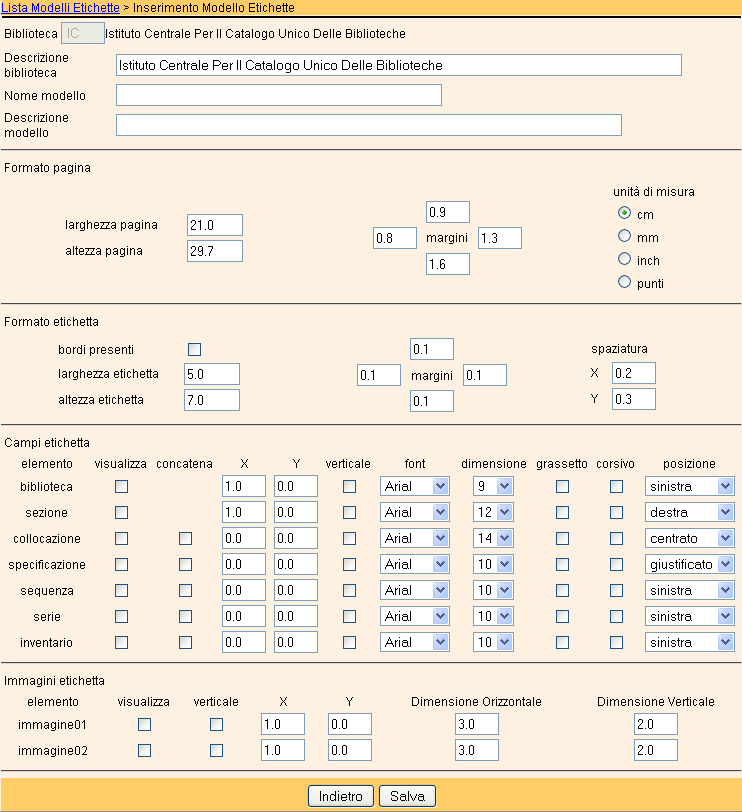 Lista Modelli Etichette > Inserimento Modello Etichette
Biblioteca IC Istituto Centrale Per Il Catalogo Unico Delle Biblioteche
Descrizione biblioteca Istituto Centrale Per Il Catalogo Unico Delle Biblioteche
Nome modello
Descrizione modello
Formato pagina
unità di misura
0.9 cm
larghezza pagina 21.0
0.8 margini 1.3 mm
altezza pagina 29.7
1.6 inch
punti
Formato etichetta
bordi presenti 0.1 spaziatura
larghezza etichetta 5.0 0.1 margini 0.1 X 0.2
altezza etichetta 7.0 0.1 Y 0.3
Campi etichetta
elemento visualizza concatena X Y verticale font dimensione grassetto corsivo posizione
biblioteca 1.0 0.0 Arial 9 sinistra
sezione 1.0 0.0 Arial 12 destra
collocazione 0.0 0.0 Arial 14 centrato
specificazione 0.0 0.0 Arial 10 giustificato
sequenza 0.0 0.0 Arial 10 sinistra
serie 0.0 0.0 Arial 10 sinistra
inventario 0.0 0.0 Arial 10 sinistra
Immagini etichetta
elemento visualizza verticale X Y Dimensione Orizzontale Dimensione Verticale
immagine01 1.0 0.0 3.0 2.0
immagine02 1.0 0.0 3.0 2.0
Indietro Salva